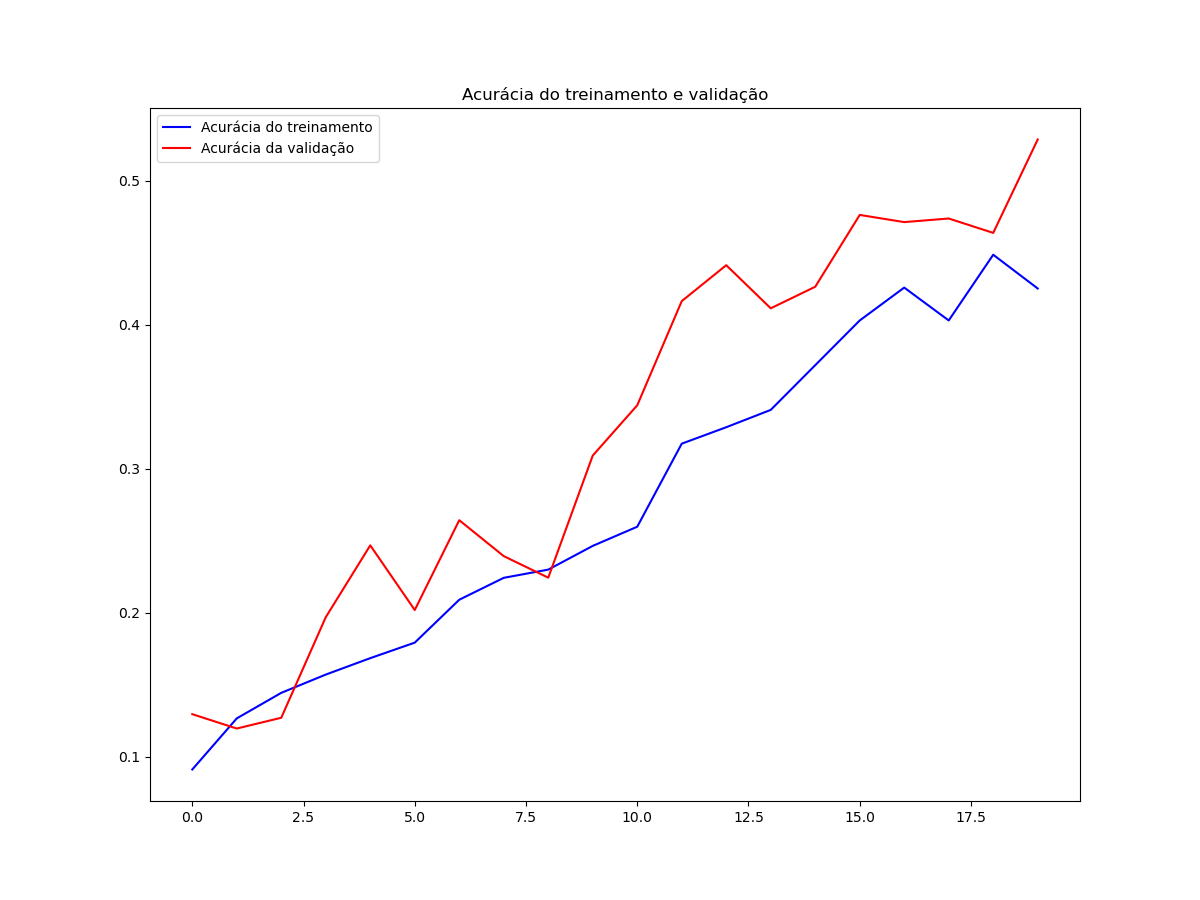 Acurácia do treinamento e validação
Acurácia do treinamento
Acurácia da validação
0.5
0.4
0.3
0.2
0.1
0.0 2.5 5.0 7.5 10.0 12.5 15.0 17.5